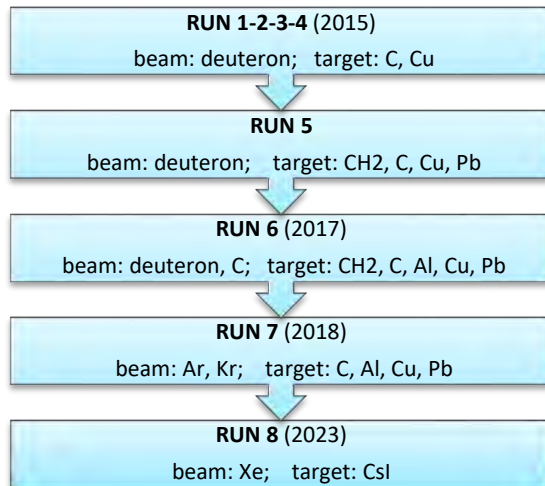 RUN 1-2-3-4 (2015)
beam: deuteron; target: C, Cu
RUN 5
beam: deuteron; target: CH2, C, Cu, Pb
RUN 6 (2017)
beam: deuteron, C; target: CH2, C, Al, Cu, Pb
RUN 7 (2018)
beam: Ar, Kr; target: C, Al, Cu, Pb
RUN 8 (2023)
beam: Xe; target: CsI